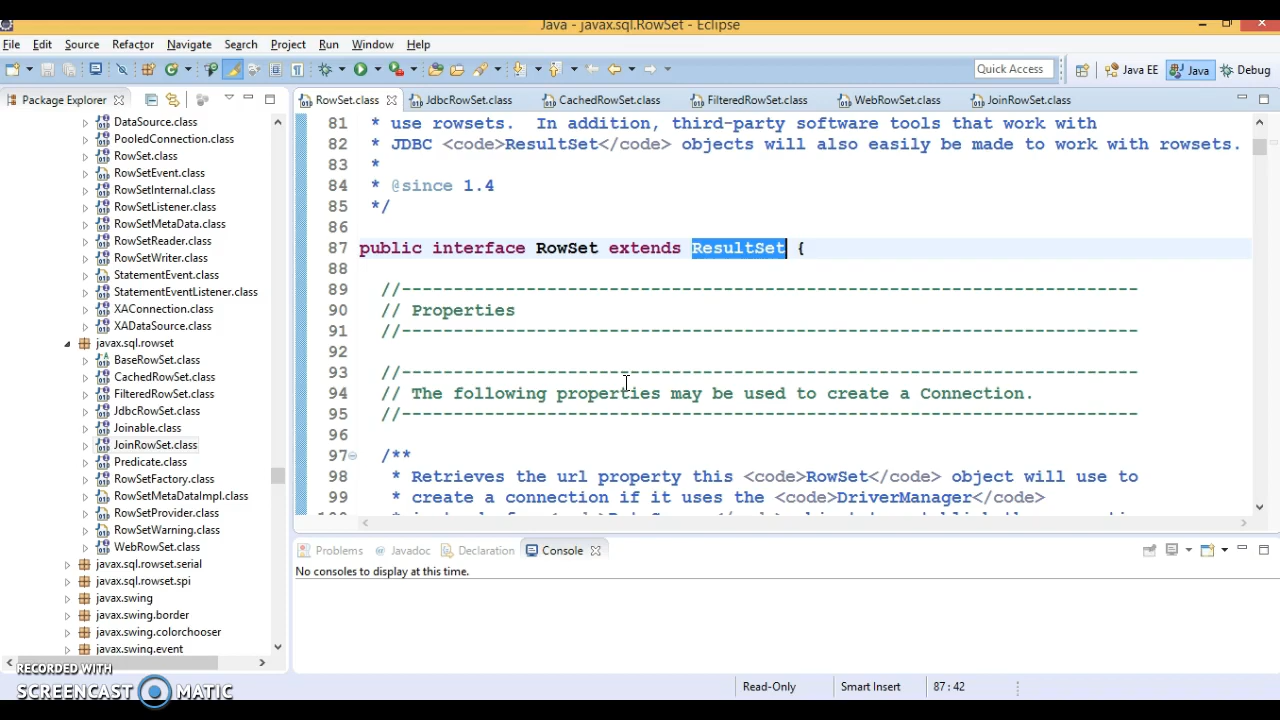 Java - javax.sql.RowSet - Eclipse
File Edit Source Refactor Navigate Search Project Run Window Help
Quick Access
Java EE
Java
Debug
Package Explorer
RowSet.class
JdbcRowSet.class
CachedRowSet.class
FilteredRowSet.class
WebRowSet.class
JoinRowSet.class
DataSource.class
PooledConnection.class
RowSet.class
RowSetEvent.class
RowSetInternal.class
RowSetListener.class
RowSetMetaData.class
RowSetReader.class
RowSetWriter.class
StatementEvent.class
StatementEventListener.class
XAConnection.class
XADataSource.class
javax.sql.rowset
BaseRowSet.class
CachedRowSet.class
FilteredRowSet.class
JdbcRowSet.class
Joinable.class
JoinRowSet.class
Predicate.class
RowSetFactory.class
RowSetMetaDataImpl.class
RowSetProvider.class
RowSetWarning.class
WebRowSet.class
javax.sql.rowset.serial
javax.sql.rowset.spi
javax.swing
javax.swing.border
javax.swing.colorchooser
javax.swing.event
81 * use rowsets.  In addition, third-party software tools that work with
82 * JDBC <code>ResultSet</code> objects will also easily be made to work with rowsets.
83 *
84 * @since 1.4
85 */
86
87 public interface RowSet extends ResultSet {
88
89 //-----------------------------------------------------------------------
90 // Properties
91 //-----------------------------------------------------------------------
92
93 //-----------------------------------------------------------------------
94 // The following properties may be used to create a Connection.
95 //-----------------------------------------------------------------------
96
97 /**
98 * Retrieves the url property this <code>RowSet</code> object will use to
99 * create a connection if it uses the <code>DriverManager</code>
Problems
@ Javadoc
Declaration
Console
No consoles to display at this time.
Read-Only
Smart Insert
87 : 42
RECORDED WITH
SCREENCAST MATIC